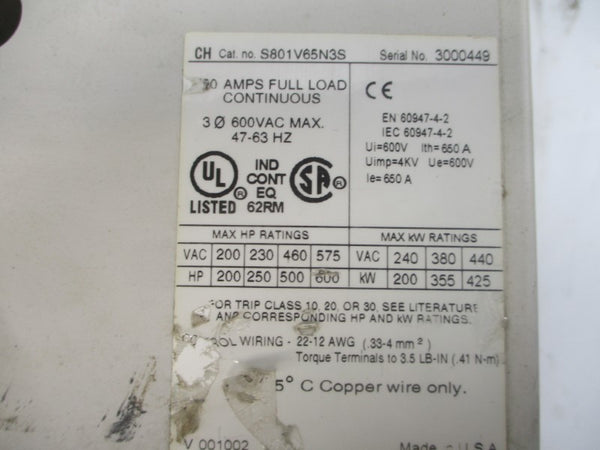 CH Cat. no. S801V65N3S Serial No. 3000449
AMPS FULL LOAD
CONTINUOUS
3 Ø 600VAC MAX.
47-63 HZ
UL ® LISTED
IND
CONT
EQ
62RM
CSA ®
CE
EN 60947-4-2
IEC 60947-4-2
Ui=600V Ith=650 A
Uimp=4KV Ue=600V
Ie=650 A
MAX HP RATINGS MAX kW RATINGS
VAC 200 230 460 575 VAC 240 380 440
HP 200 250 500 600 kW 200 355 425
FOR TRIP CLASS 10, 20, OR 30, SEE LITERATURE
AND CORRESPONDING HP AND kW RATINGS.
WIRING - 22-12 AWG (.33-4 mm²)
Torque Terminals to 3.5 LB-IN (.41 N-m)
5° C Copper wire only.
V 001002 Made in U.S.A